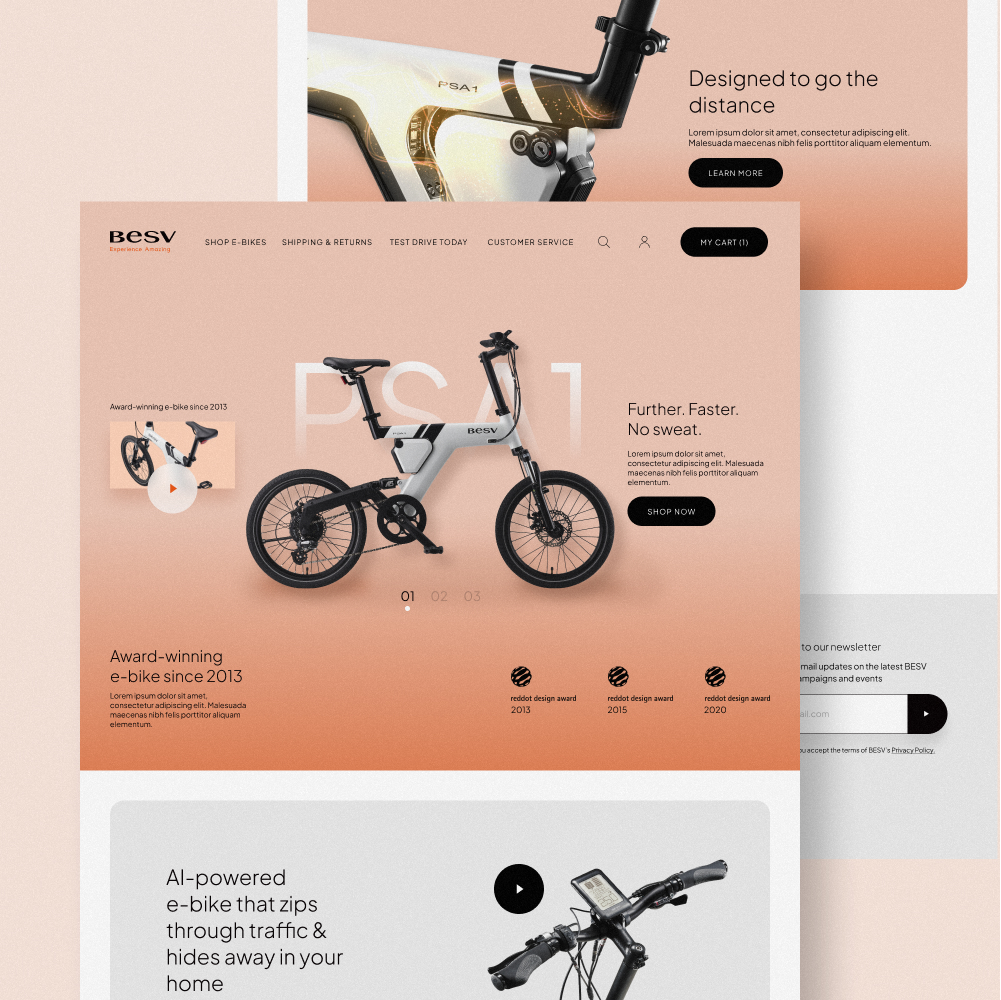 PSA1
Designed to go the
distance
Lorem ipsum dolor sit amet, consectetur adipiscing elit.
Malesuada maecenas nibh felis porttitor aliquam elementum.
LEARN MORE
BESV
Experience Amazing
SHOP E-BIKES
SHIPPING & RETURNS
TEST DRIVE TODAY
CUSTOMER SERVICE
MY CART (1)
PSA1
BESV
Award-winning e-bike since 2013
Further. Faster.
No sweat.
Lorem ipsum dolor sit amet,
consectetur adipiscing elit. Malesuada
maecenas nibh felis porttitor aliquam
elementum.
SHOP NOW
01 02 03
Award-winning
e-bike since 2013
Lorem ipsum dolor sit amet,
consectetur adipiscing elit. Malesuada
maecenas nibh felis porttitor aliquam
elementum.
reddot design award
2013
reddot design award
2015
reddot design award
2020
to our newsletter
mail updates on the latest BESV
ampaigns and events
ail.com
ou accept the terms of BESV's Privacy Policy.
AI-powered
e-bike that zips
through traffic &
hides away in your
home